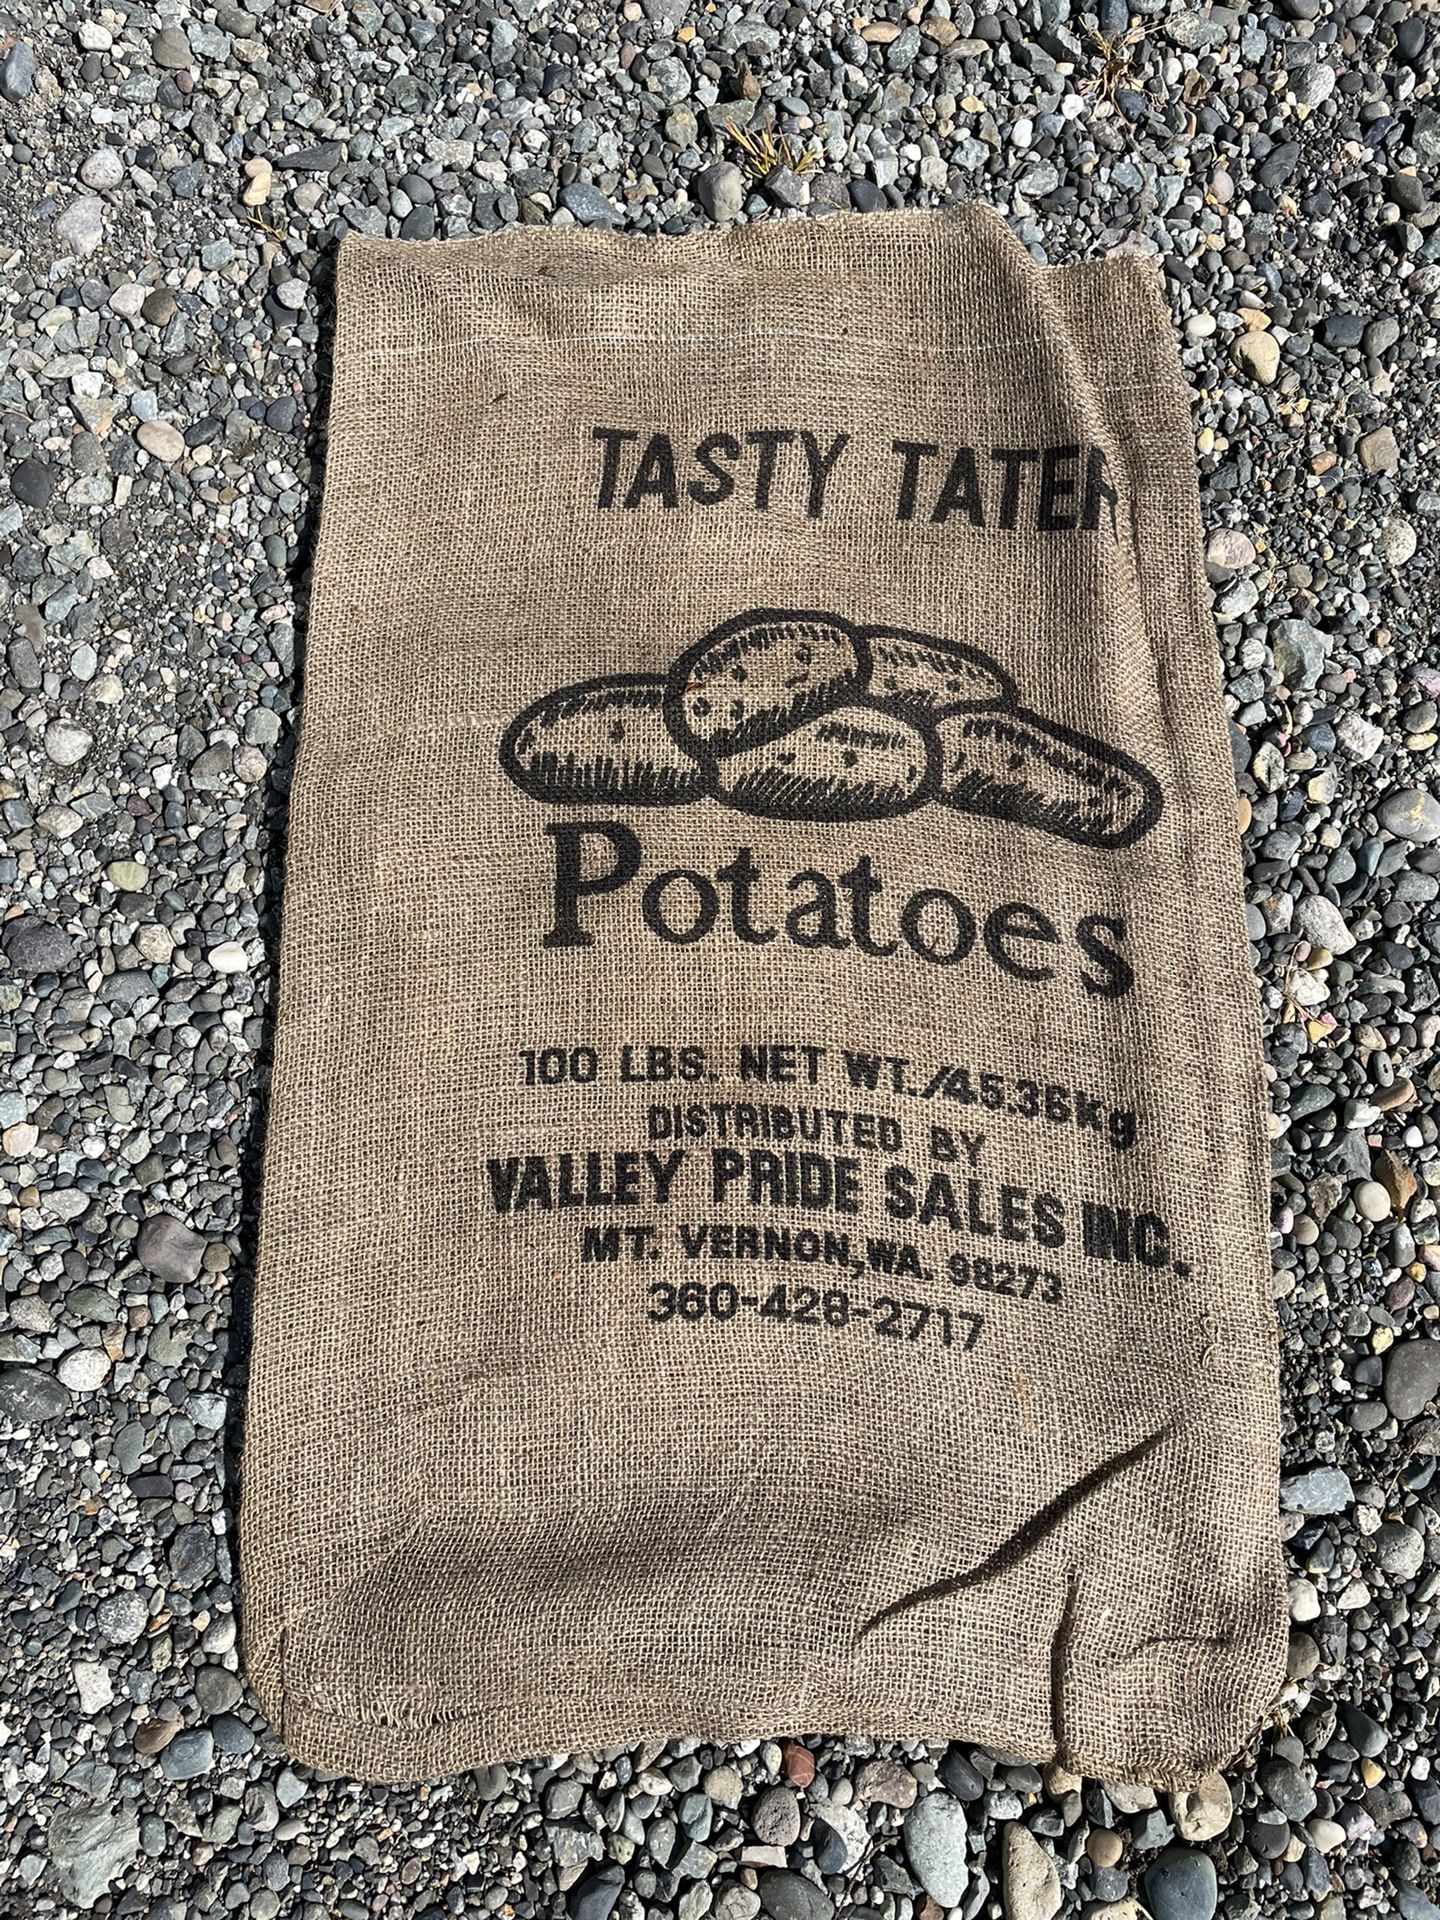 TASTY TATER
Potatoes
100 LBS. NET WT./45.36Kg
DISTRIBUTED BY
VALLEY PRIDE SALES INC.
MT. VERNON, WA. 98273
360-428-2717